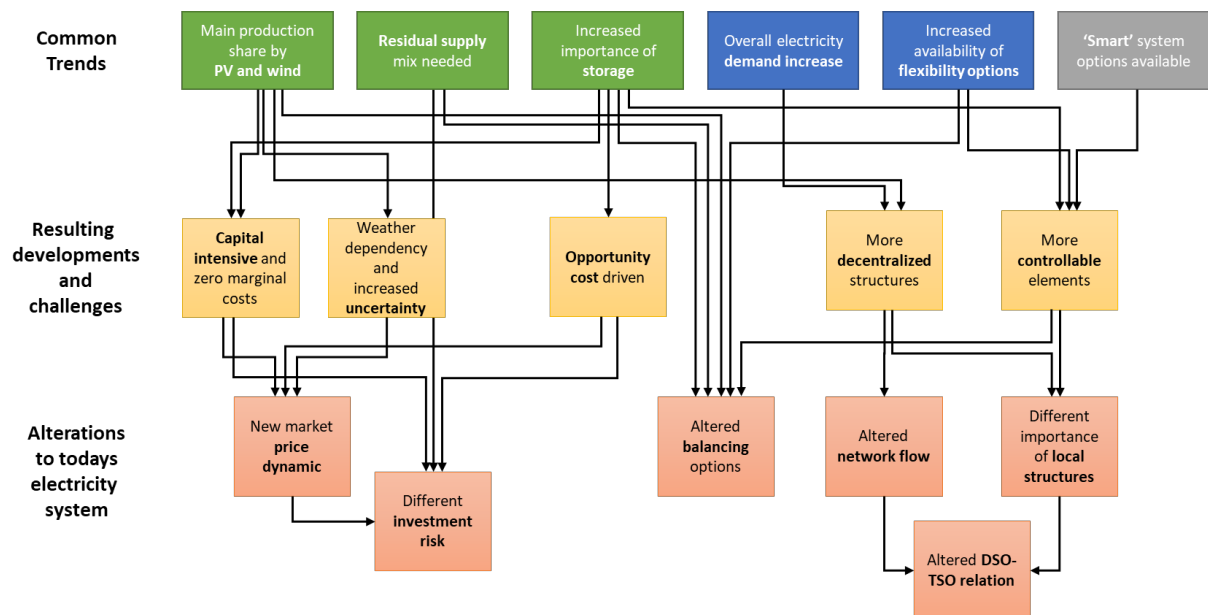 Common
Trends
Main production
share by
PV and wind
Residual supply
mix needed
Increased
importance of
storage
Overall electricity
demand increase
Increased
availability of
flexibility options
‘Smart’ system
options available
Resulting
developments
and
challenges
Capital
intensive and
zero marginal
costs
Weather
dependency
and
increased
uncertainty
Opportunity
cost driven
More
decentralized
structures
More
controllable
elements
Alterations
to todays
electricity
system
New market
price
dynamic
Different
investment
risk
Altered
balancing
options
Altered
network flow
Different
importance
of local
structures
Altered DSO-
TSO relation